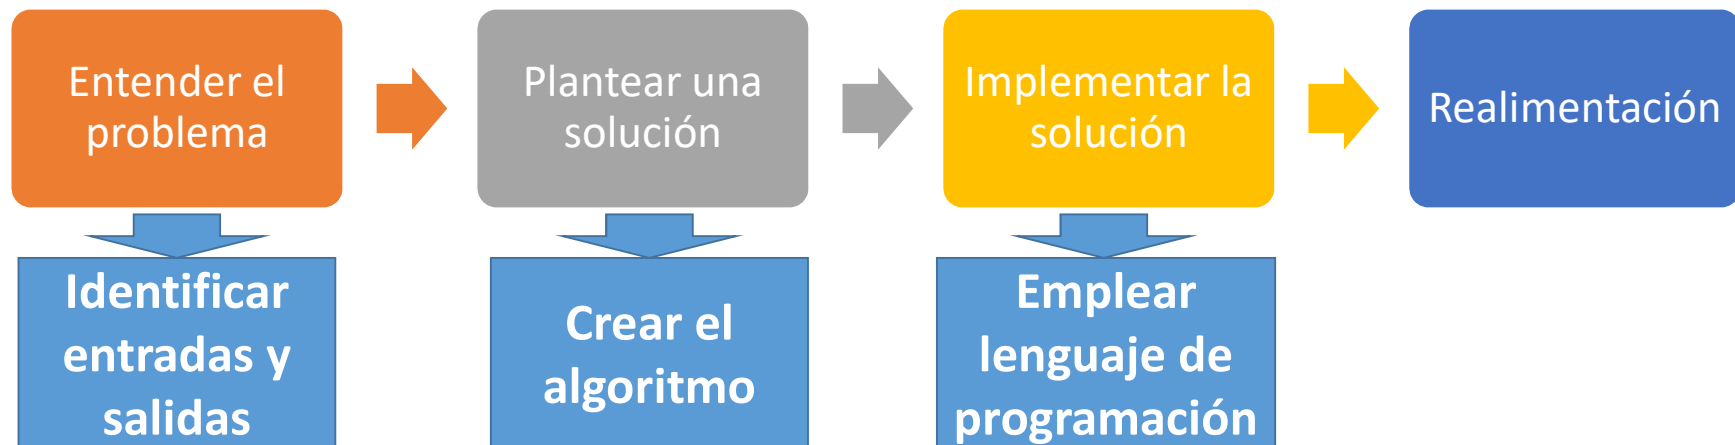 Entender el
problema
Plantear una
solución
Implementar la
solución
Realimentación
Identificar
entradas y
salidas
Crear el
algoritmo
Emplear
lenguaje de
programación